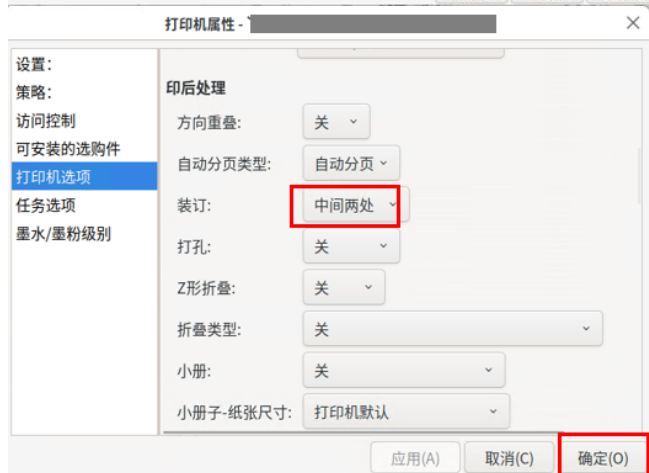 打印机属性 - `
设置：
策略：
访问控制
可安装的选购件
打印机选项
任务选项
墨水/墨粉级别
印后处理
方向重叠： 关
自动分页类型: 自动分页
装订: 中间两处
打孔: 关
Z形折叠: 关
折叠类型: 关
小册: 关
小册子-纸张尺寸: 打印机默认
应用(A) 取消(C) 确定(O)